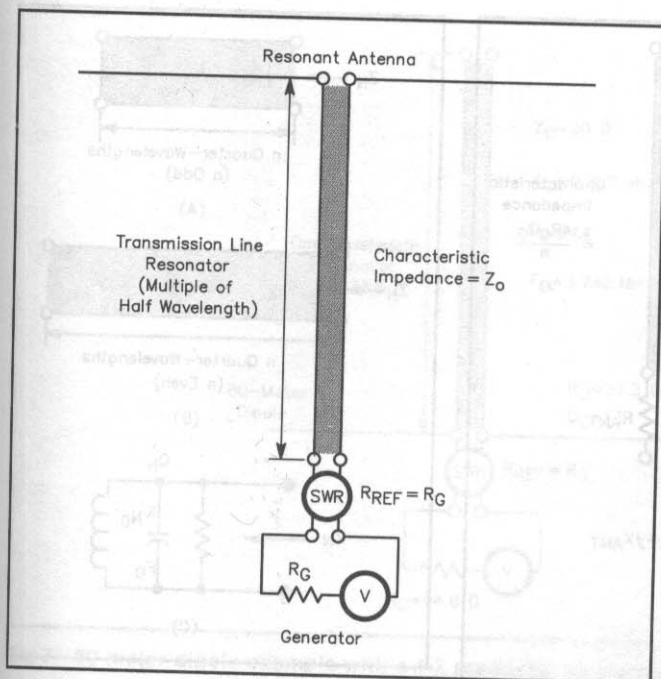 Resonant Antenna
Transmission Line
Resonator
(Multiple of
Half Wavelength)
Characteristic
Impedance = Zo
SWR
RREF = RG
RG
V
Generator